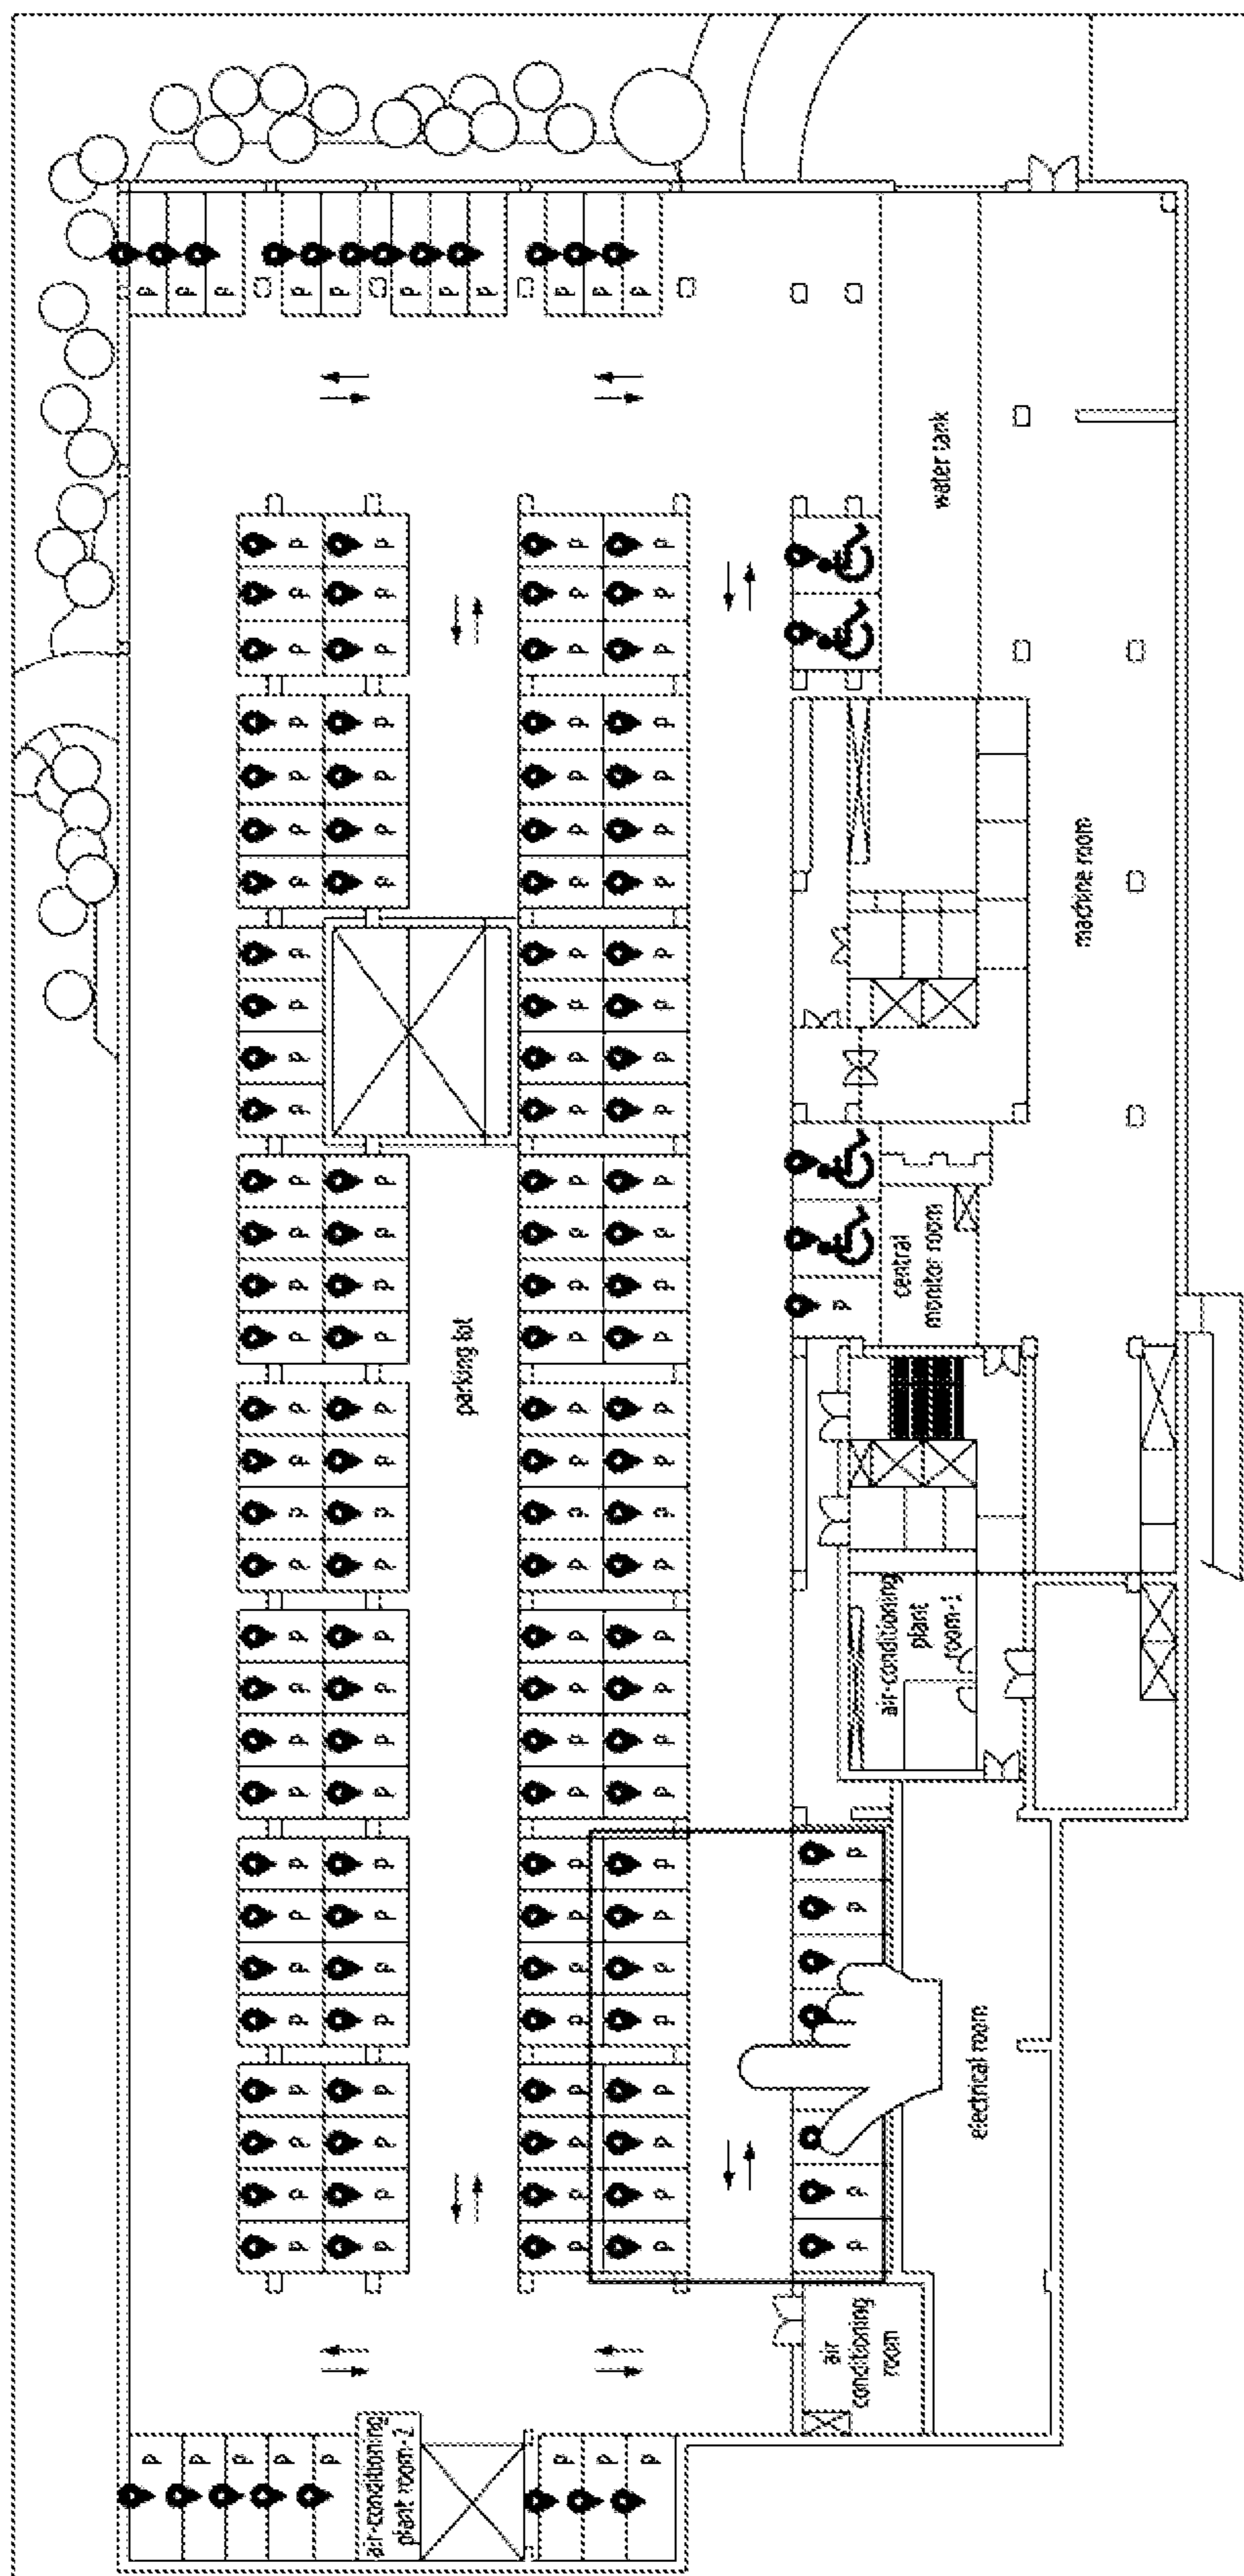 p p p p p p p p
air-conditioning
plant room-2
p p p p p p p p p p p p p p p p p p p p p p p p p p p p p p p
p p p p p p p p p p p p p p p p p p p p p p p p p p p
parking lot
p p p p p p p p p p p p p p p p p p p p p p p p p p p p p p p
p p p p p p p p p p p p p p p p p p p p p p p p p p p p p p p
p p p p p
p p p p p p p p p p p
air
conditioning
room
air-conditioning
plant
room-1
central
monitor room
water tank
electrical room
machine room